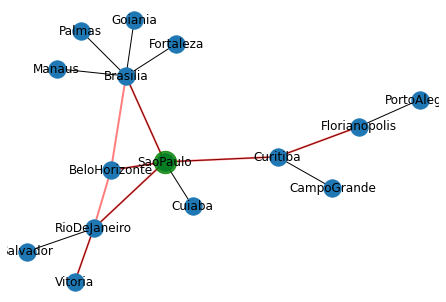 Goiania
Palmas
Fortaleza
Manaus
Brasilia
PortoAleg
Florianopolis
SaoPaulo
Curitiba
BeloHorizonte
CampoGrande
Cuiaba
RioDeJaneiro
alvador
Vitoria